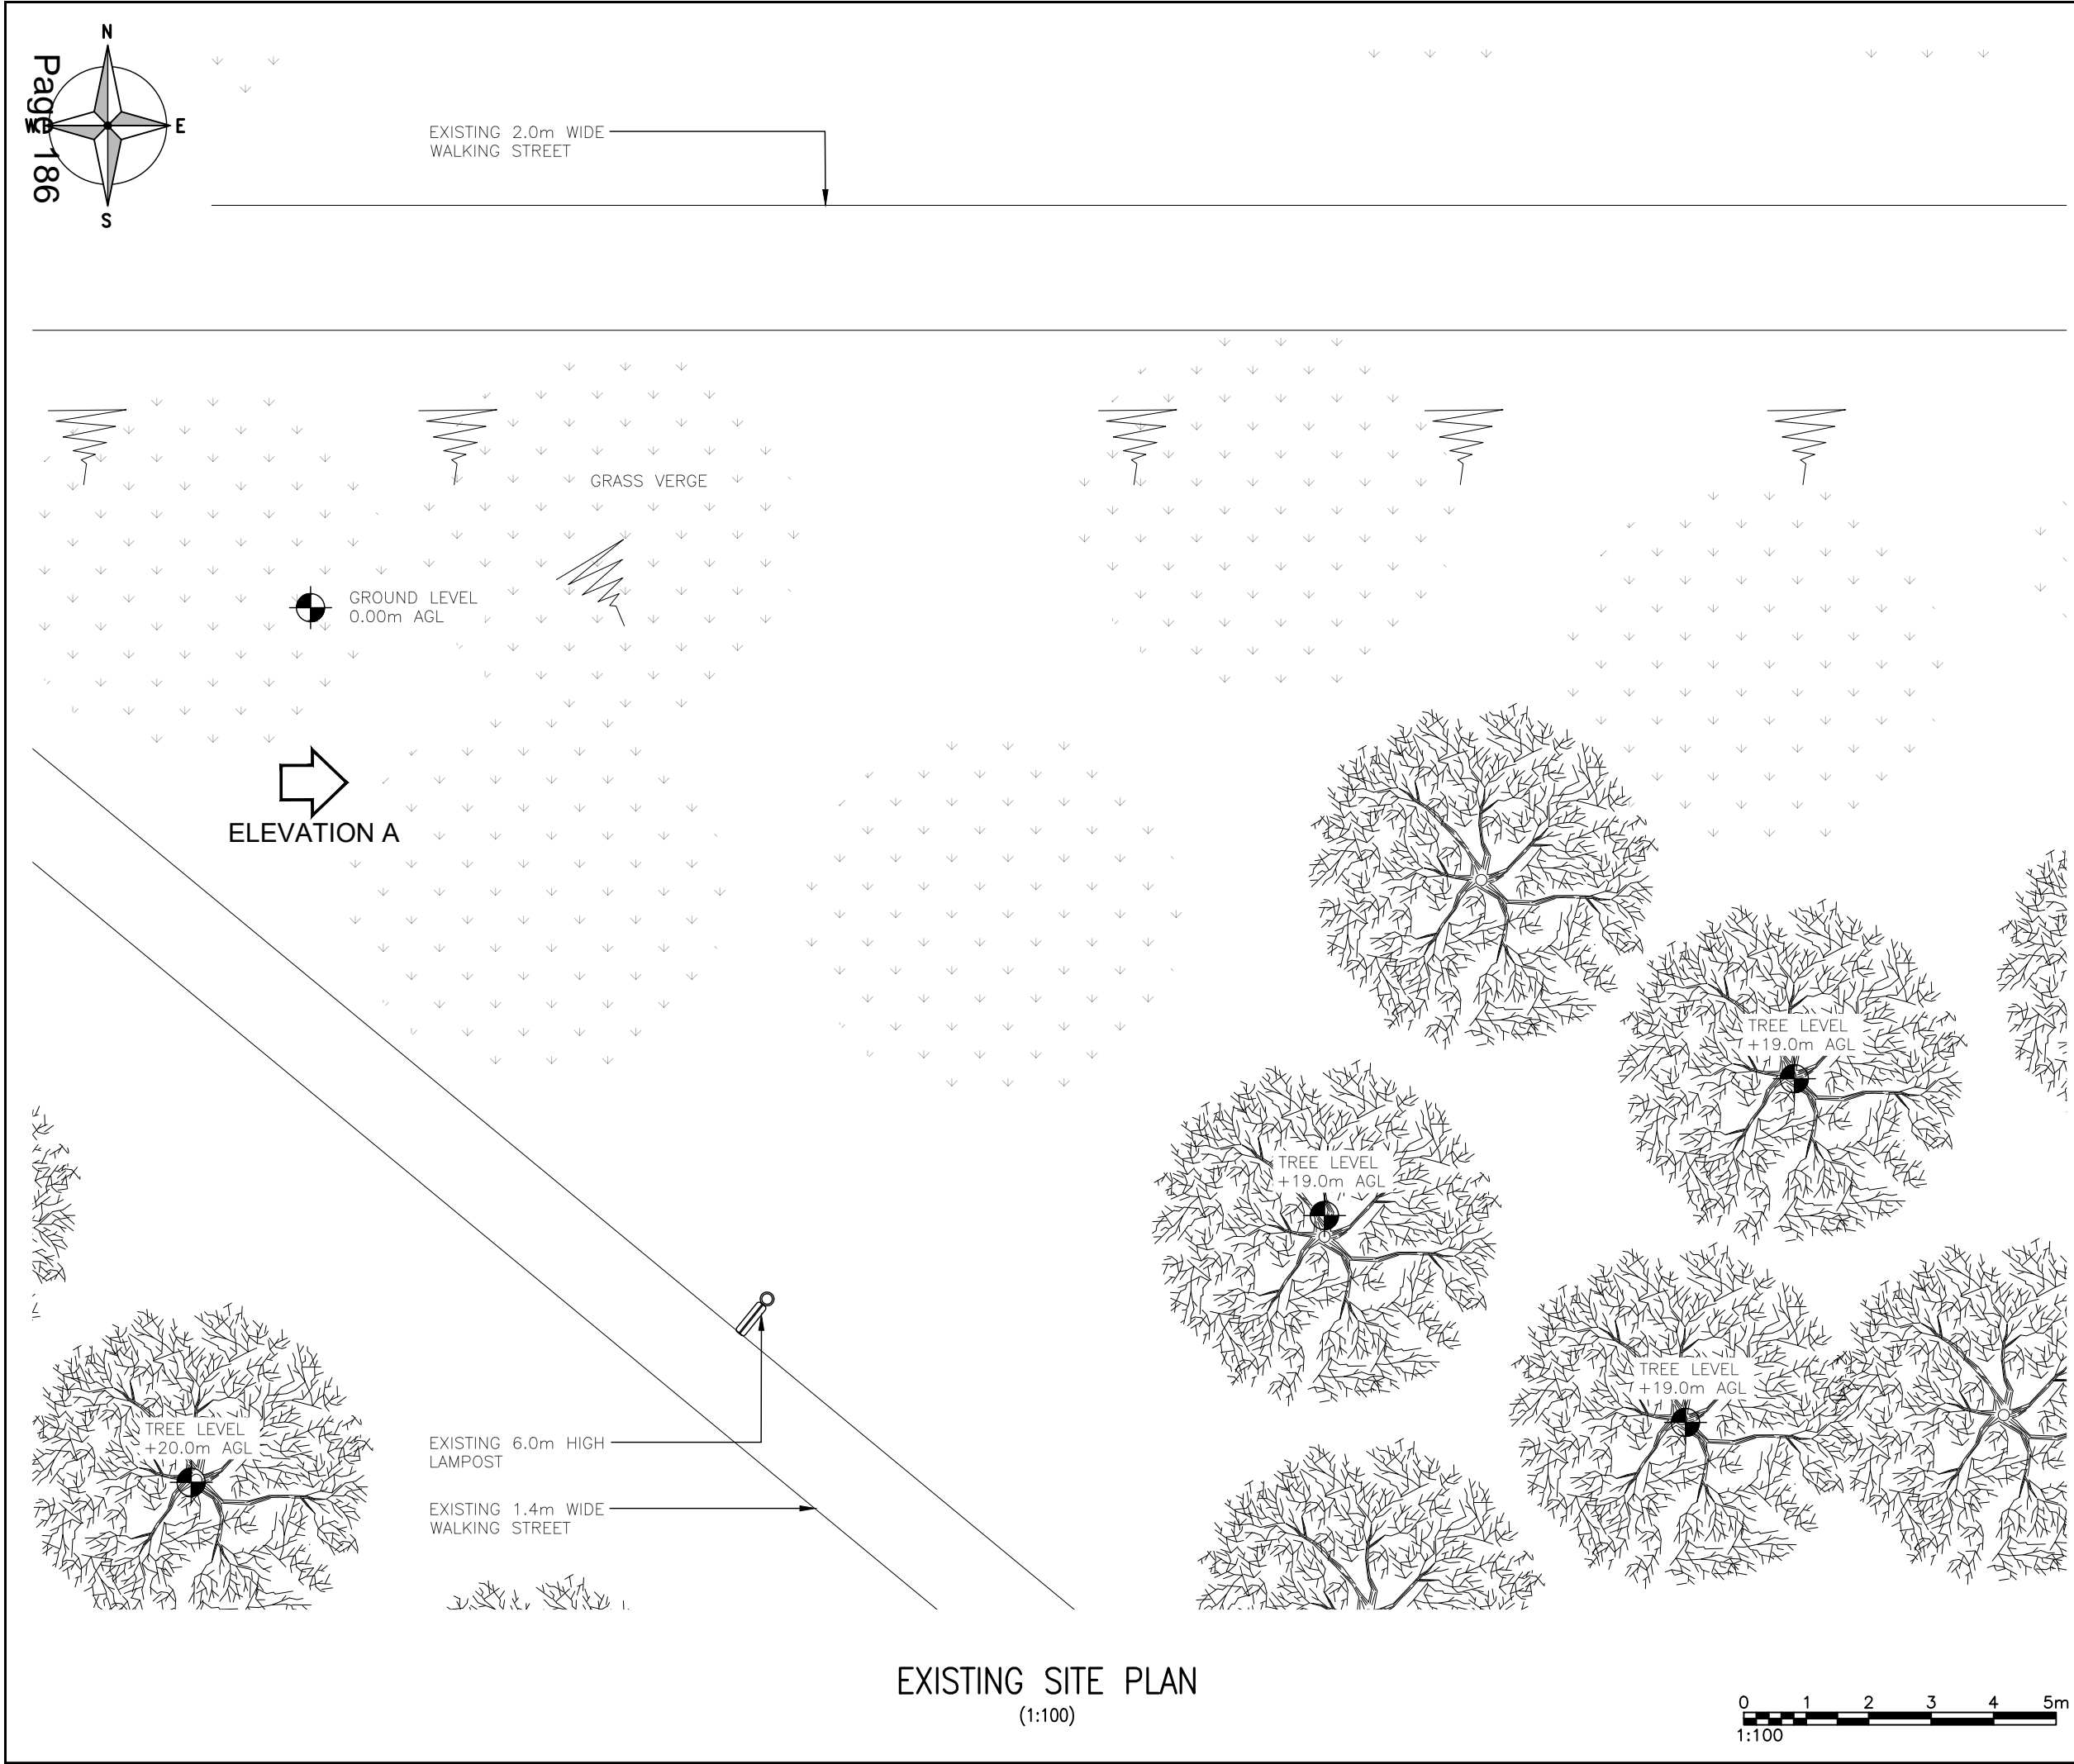 N
W
E
S
Page 186
EXISTING 2.0m WIDE
WALKING STREET
GRASS VERGE
GROUND LEVEL
0.00m AGL
ELEVATION A
TREE LEVEL
+19.0m AGL
TREE LEVEL
+19.0m AGL
TREE LEVEL
+19.0m AGL
TREE LEVEL
+20.0m AGL
EXISTING 6.0m HIGH
LAMPOST
EXISTING 1.4m WIDE
WALKING STREET
EXISTING SITE PLAN
(1:100)
0 1 2 3 4 5m
1:100